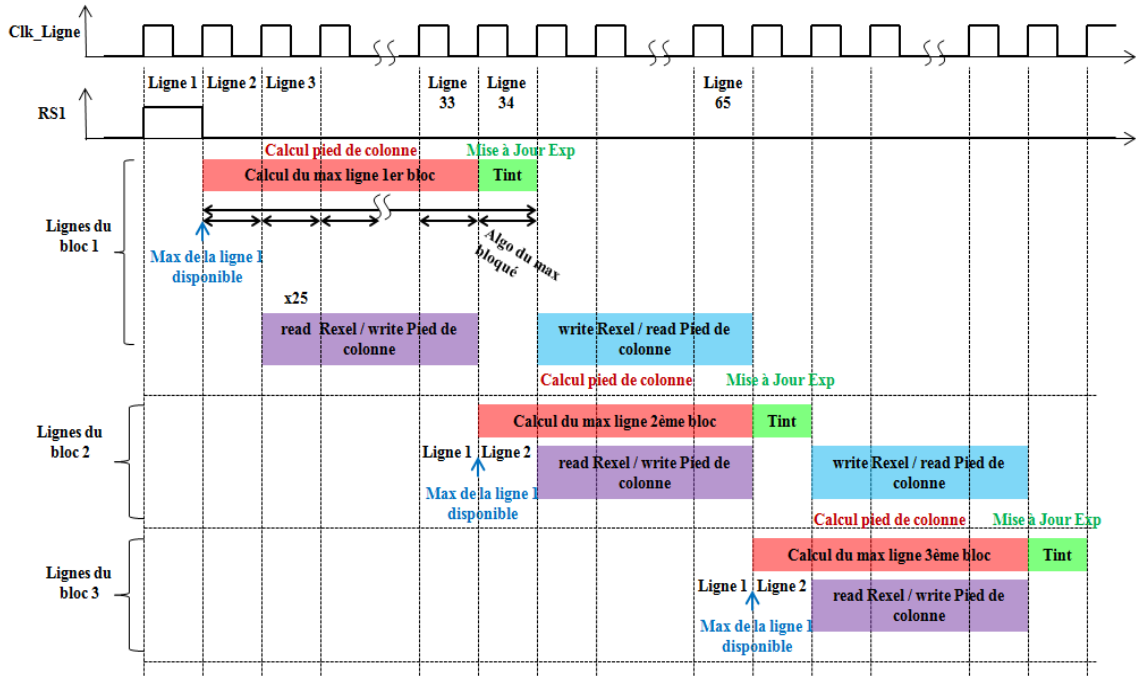 Clk_Ligne
Ligne 1
Ligne 2
Ligne 3
Ligne
33
Ligne
34
Ligne
65
RS1
Calcul pied de colonne
Mise à Jour Exp
Calcul du max ligne 1er bloc
Tint
Lignes du
bloc 1
Max de la ligne 1
disponible
Algo du max
bloqué
x25
read Rexel / write Pied de
colonne
write Rexel / read Pied de
colonne
Calcul pied de colonne
Mise à Jour Exp
Lignes du
bloc 2
Calcul du max ligne 2ème bloc
Tint
Ligne 1
Ligne 2
read Rexel / write Pied de
colonne
write Rexel / read Pied de
colonne
Max de la ligne 1
disponible
Calcul pied de colonne
Mise à Jour Exp
Lignes du
bloc 3
Calcul du max ligne 3ème bloc
Tint
Ligne 1
Ligne 2
read Rexel / write Pied de
colonne
Max de la ligne 1
disponible